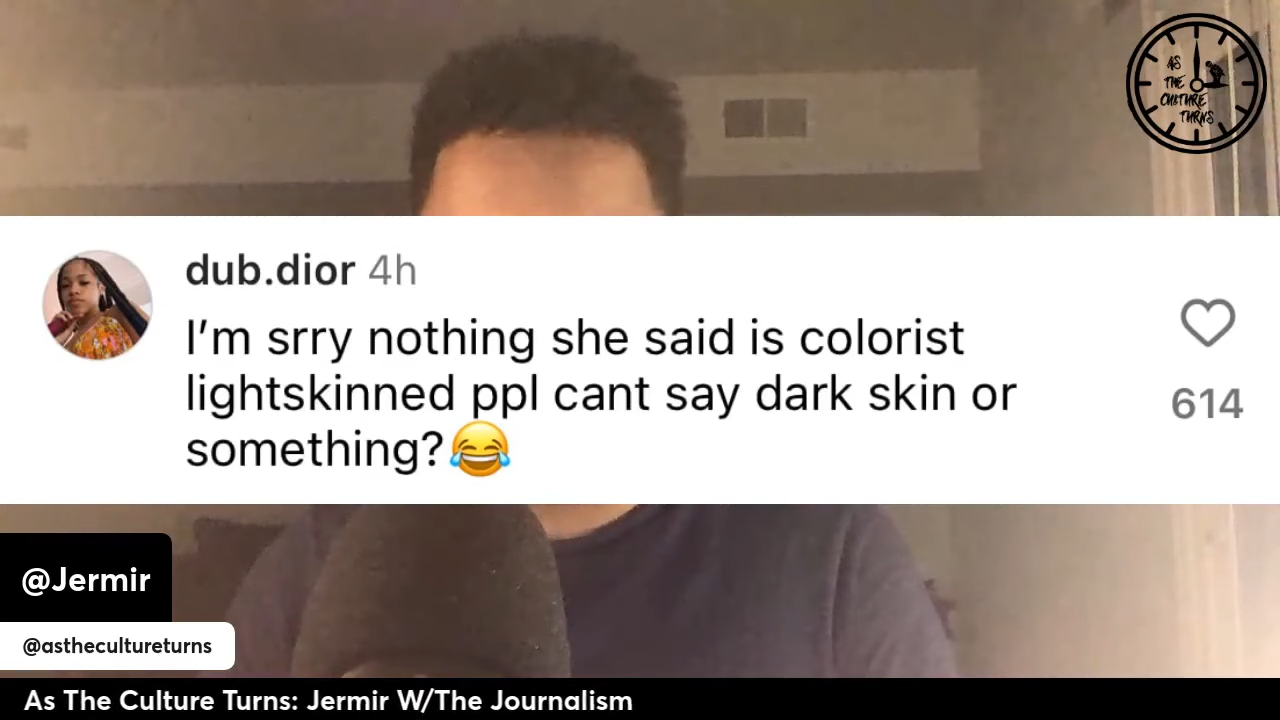 AS
THE
CULTURE
TURNS
dub.dior 4h
I’m srry nothing she said is colorist
lightskinned ppl cant say dark skin or
something?😂
614
@Jermir
@asthecultureturns
As The Culture Turns: Jermir W/The Journalism